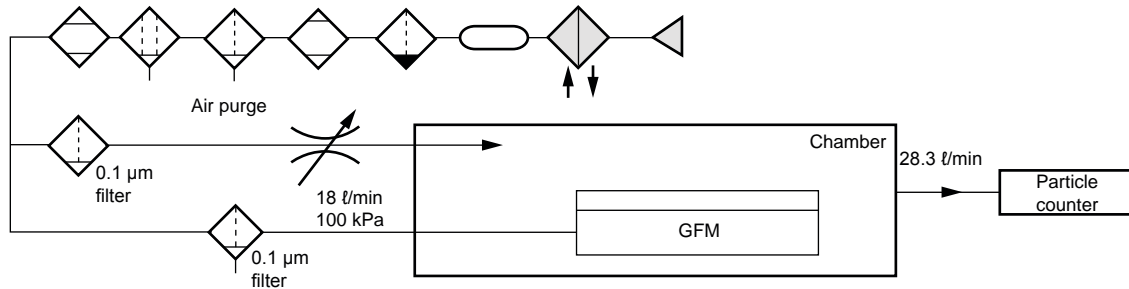 Air purge
Chamber
28.3 ℓ/min
Particle
counter
0.1 µm
filter
18 ℓ/min
100 kPa
GFM
0.1 µm
filter